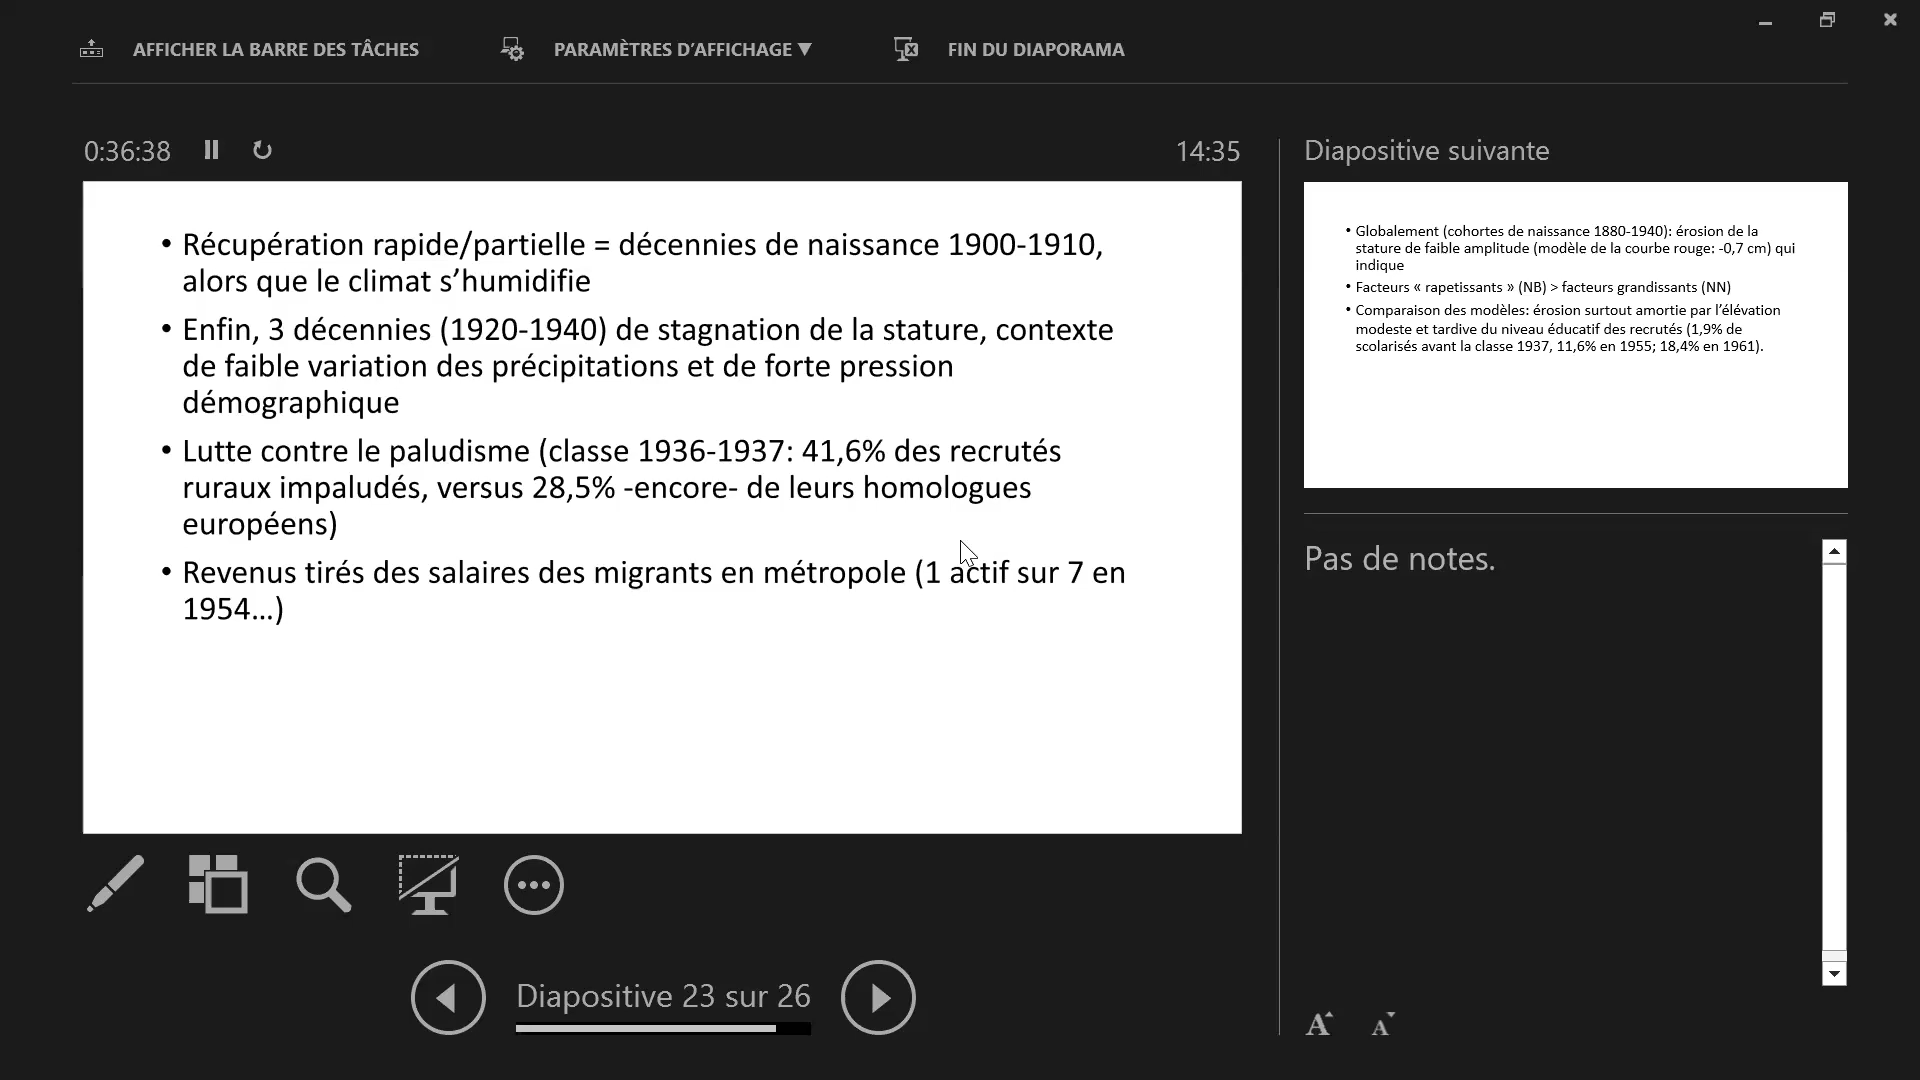 AFFICHER LA BARRE DES TÂCHES
PARAMÈTRES D'AFFICHAGE ▼
FIN DU DIAPORAMA
0:36:38
14:35
• Récupération rapide/partielle = décennies de naissance 1900-1910,
alors que le climat s’humidifie
• Enfin, 3 décennies (1920-1940) de stagnation de la stature, contexte
de faible variation des précipitations et de forte pression
démographique
• Lutte contre le paludisme (classe 1936-1937: 41,6% des recrutés
ruraux impaludés, versus 28,5% -encore- de leurs homologues
européens)
• Revenus tirés des salaires des migrants en métropole (1 actif sur 7 en
1954…)
Diapositive 23 sur 26
Diapositive suivante
• Globalement (cohortes de naissance 1880-1940): érosion de la
stature de faible amplitude (modèle de la courbe rouge: -0,7 cm) qui
indique
• Facteurs « rapetissants » (NB) > facteurs grandissants (NN)
• Comparaison des modèles: érosion surtout amortie par l’élévation
modeste et tardive du niveau éducatif des recrutés (1,9% de
scolarisés avant la classe 1937, 11,6% en 1955; 18,4% en 1961).
Pas de notes.
A A